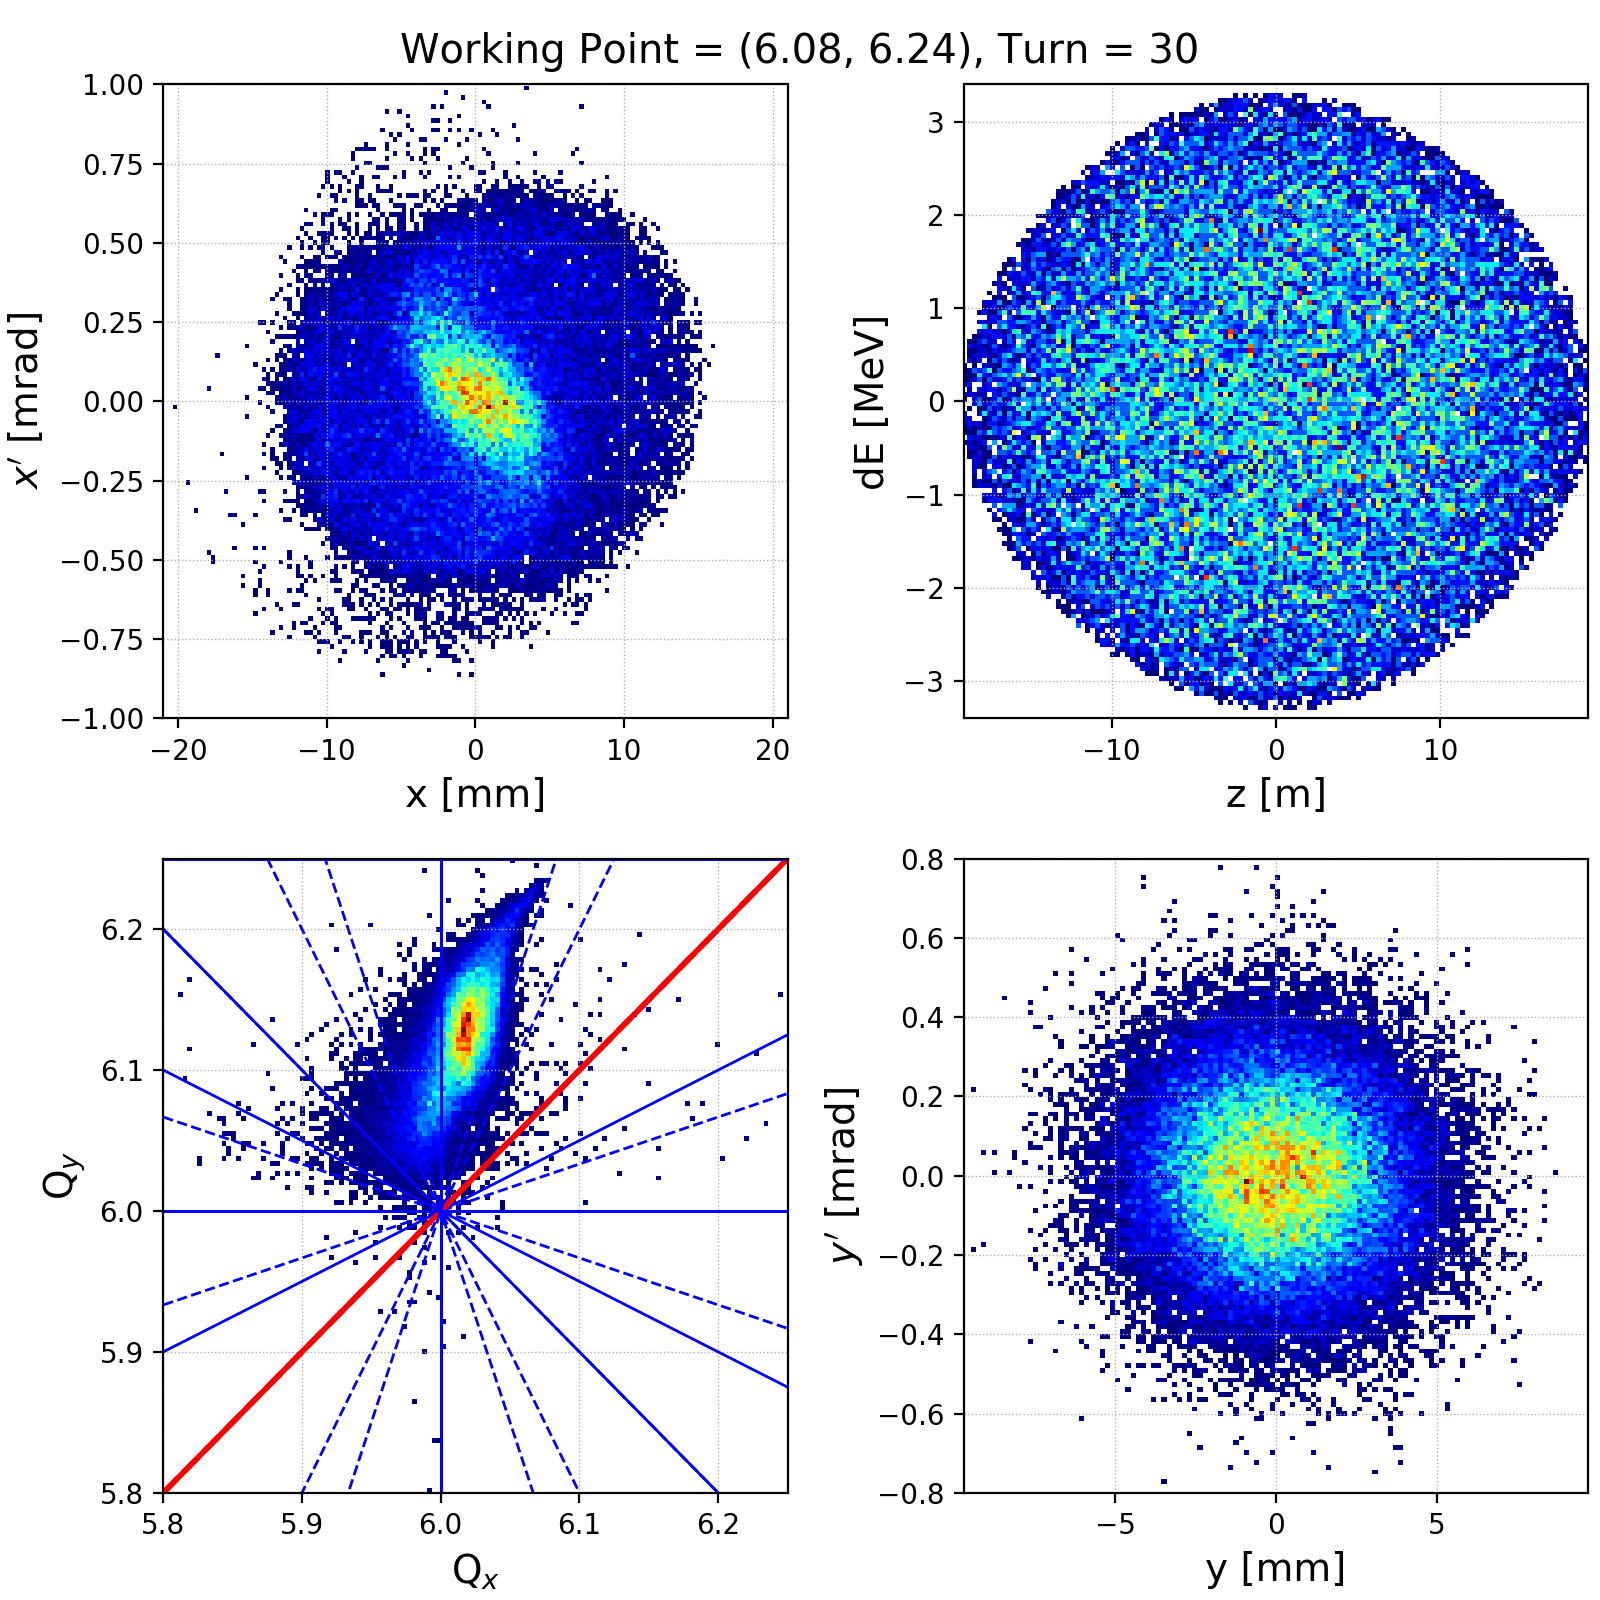 Working Point = (6.08, 6.24), Turn = 30
1.00
0.75
0.50
0.25
0.00
−0.25
−0.50
−0.75
−1.00
x′ [mrad]
−20 −10 0 10 20
x [mm]
3
2
1
0
−1
−2
−3
dE [MeV]
−10 0 10
z [m]
6.2
6.1
6.0
5.9
5.8
Qy
5.8 5.9 6.0 6.1 6.2
Qx
0.8
0.6
0.4
0.2
0.0
−0.2
−0.4
−0.6
−0.8
y′ [mrad]
−5 0 5
y [mm]